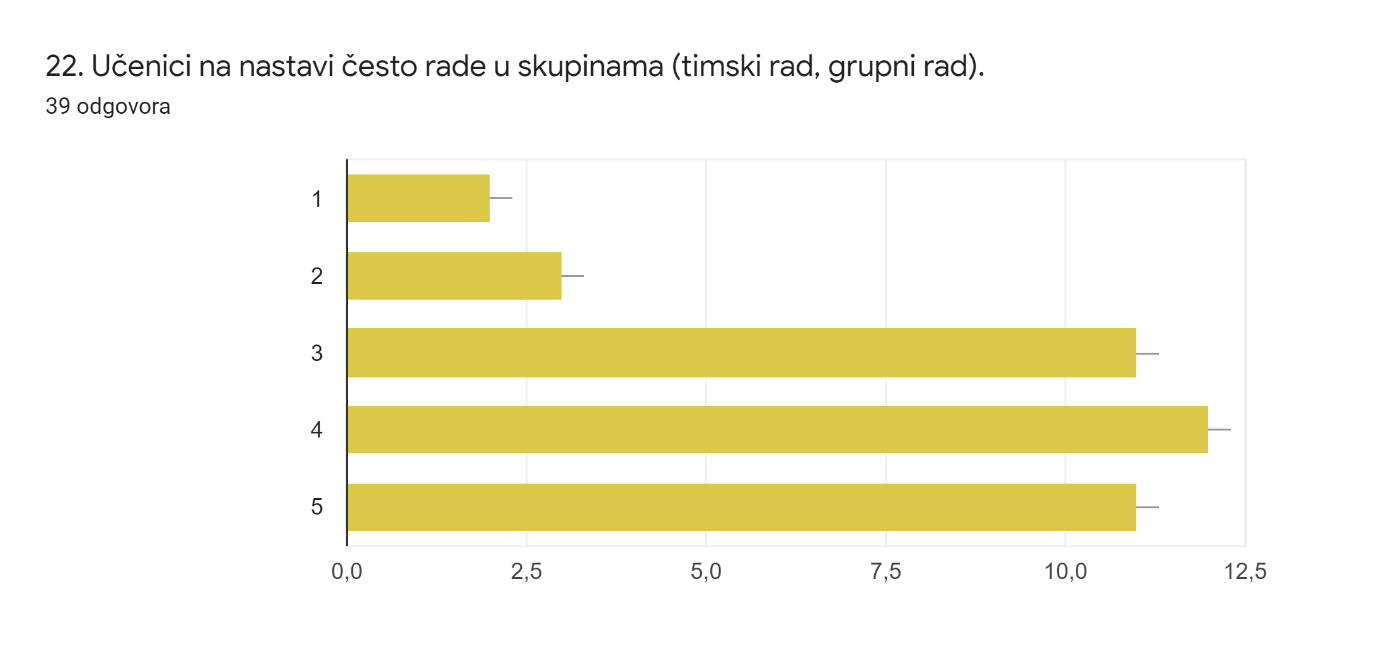 22. Učenici na nastavi često rade u skupinama (timski rad, grupni rad).
39 odgovora
1
2
3
4
5
0,0 2,5 5,0 7,5 10,0 12,5